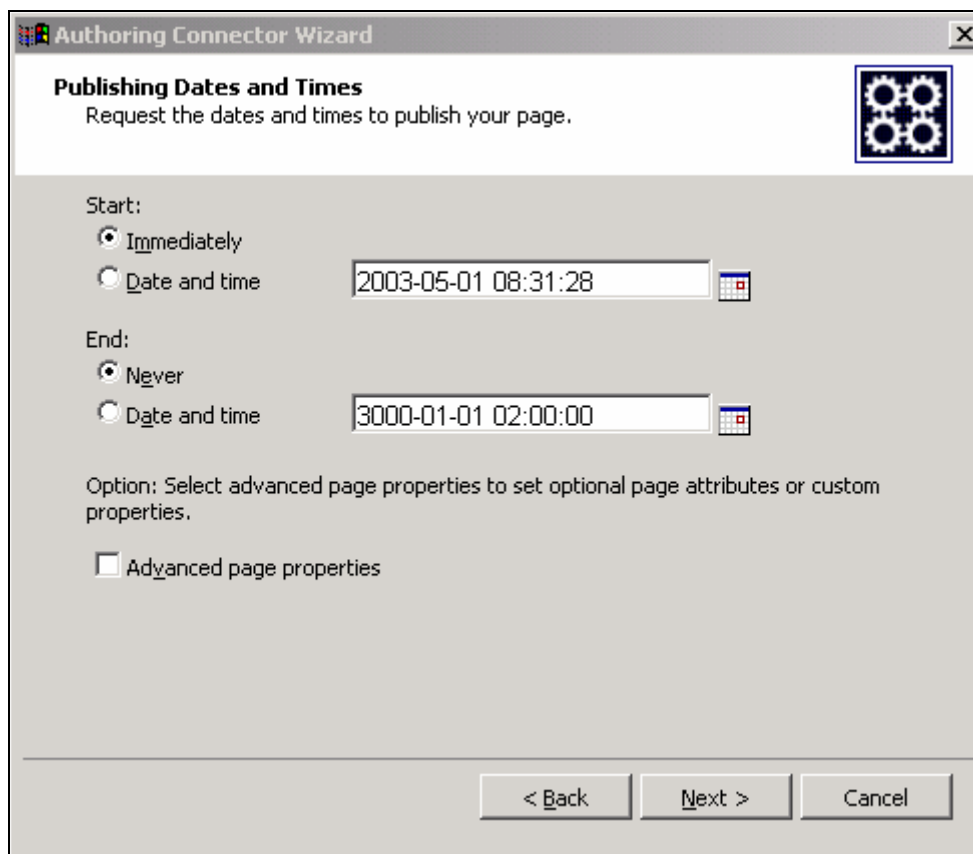 Authoring Connector Wizard
Publishing Dates and Times
Request the dates and times to publish your page.
Start:
Immediately
Date and time 2003-05-01 08:31:28
End:
Never
Date and time 3000-01-01 02:00:00
Option: Select advanced page properties to set optional page attributes or custom
properties.
Advanced page properties
< Back Next > Cancel